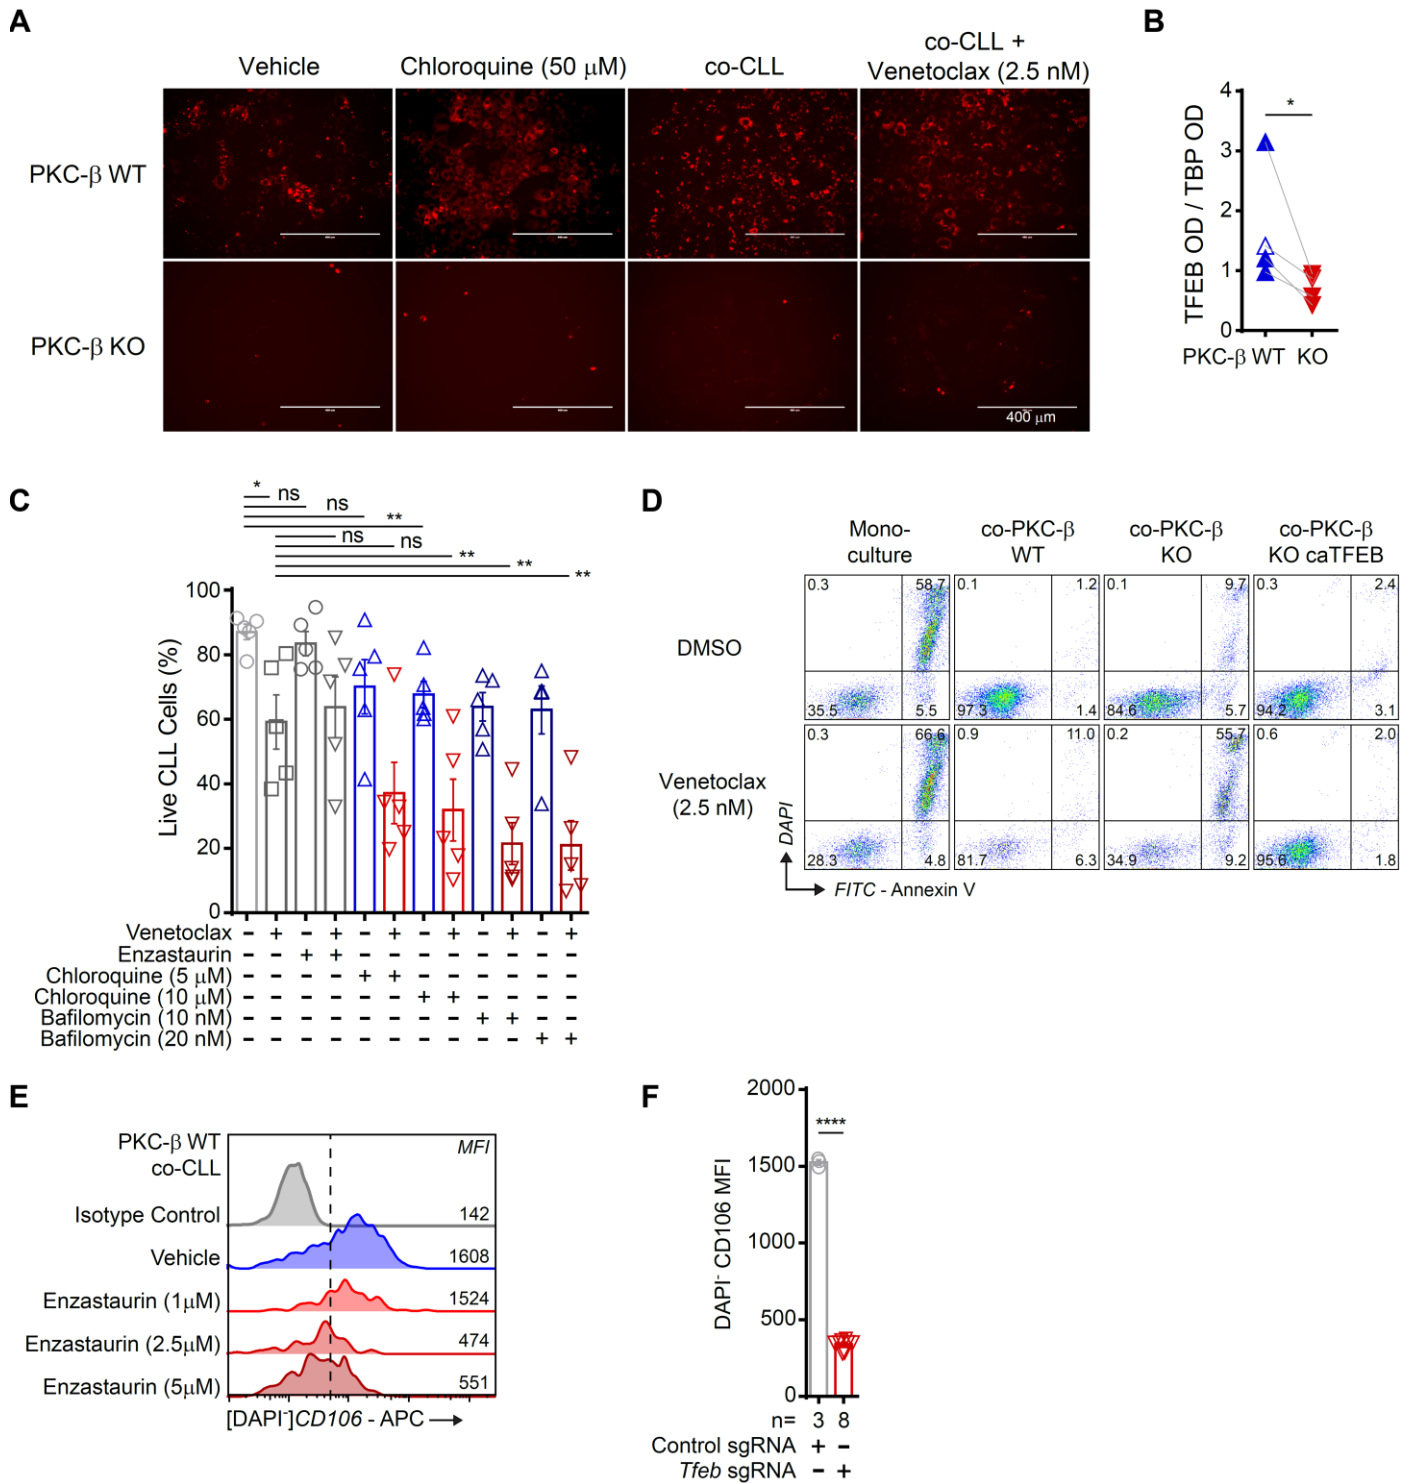 A
Vehicle
Chloroquine (50 μM)
co-CLL
co-CLL +
Venetoclax (2.5 nM)
PKC-β WT
PKC-β KO
400 μm
B
*
TFEB OD / TBP OD
4
3
2
1
0
PKC-β WT KO
C
* ns
ns
**
ns
ns
**
**
**
Live CLL Cells (%)
100
80
60
40
20
0
Venetoclax - + - + - + - + - + - +
Enzastaurin - - + + - - - - - - - -
Chloroquine (5 μM) - - - - + + - - - - - -
Chloroquine (10 μM) - - - - - - + + - - - -
Bafilomycin (10 nM) - - - - - - - - + + - -
Bafilomycin (20 nM) - - - - - - - - - - + +
D
Mono-
culture
co-PKC-β
WT
co-PKC-β
KO
co-PKC-β
KO caTFEB
DMSO
0.3 58.7 0.1 1.2 0.1 9.7 0.3 2.4
35.5 5.5 97.3 1.4 84.6 5.7 94.2 3.1
Venetoclax
(2.5 nM)
0.3 66.6 0.9 11.0 0.2 55.7 0.6 2.0
28.3 4.8 81.7 6.3 34.9 9.2 95.6 1.8
DAPI
FITC - Annexin V
E
PKC-β WT
co-CLL
MFI
Isotype Control 142
Vehicle 1608
Enzastaurin (1μM) 1524
Enzastaurin (2.5μM) 474
Enzastaurin (5μM) 551
[DAPI-]CD106 - APC
F
****
DAPI- CD106 MFI
2000
1500
1000
500
0
n= 3 8
Control sgRNA + -
Tfeb sgRNA - +